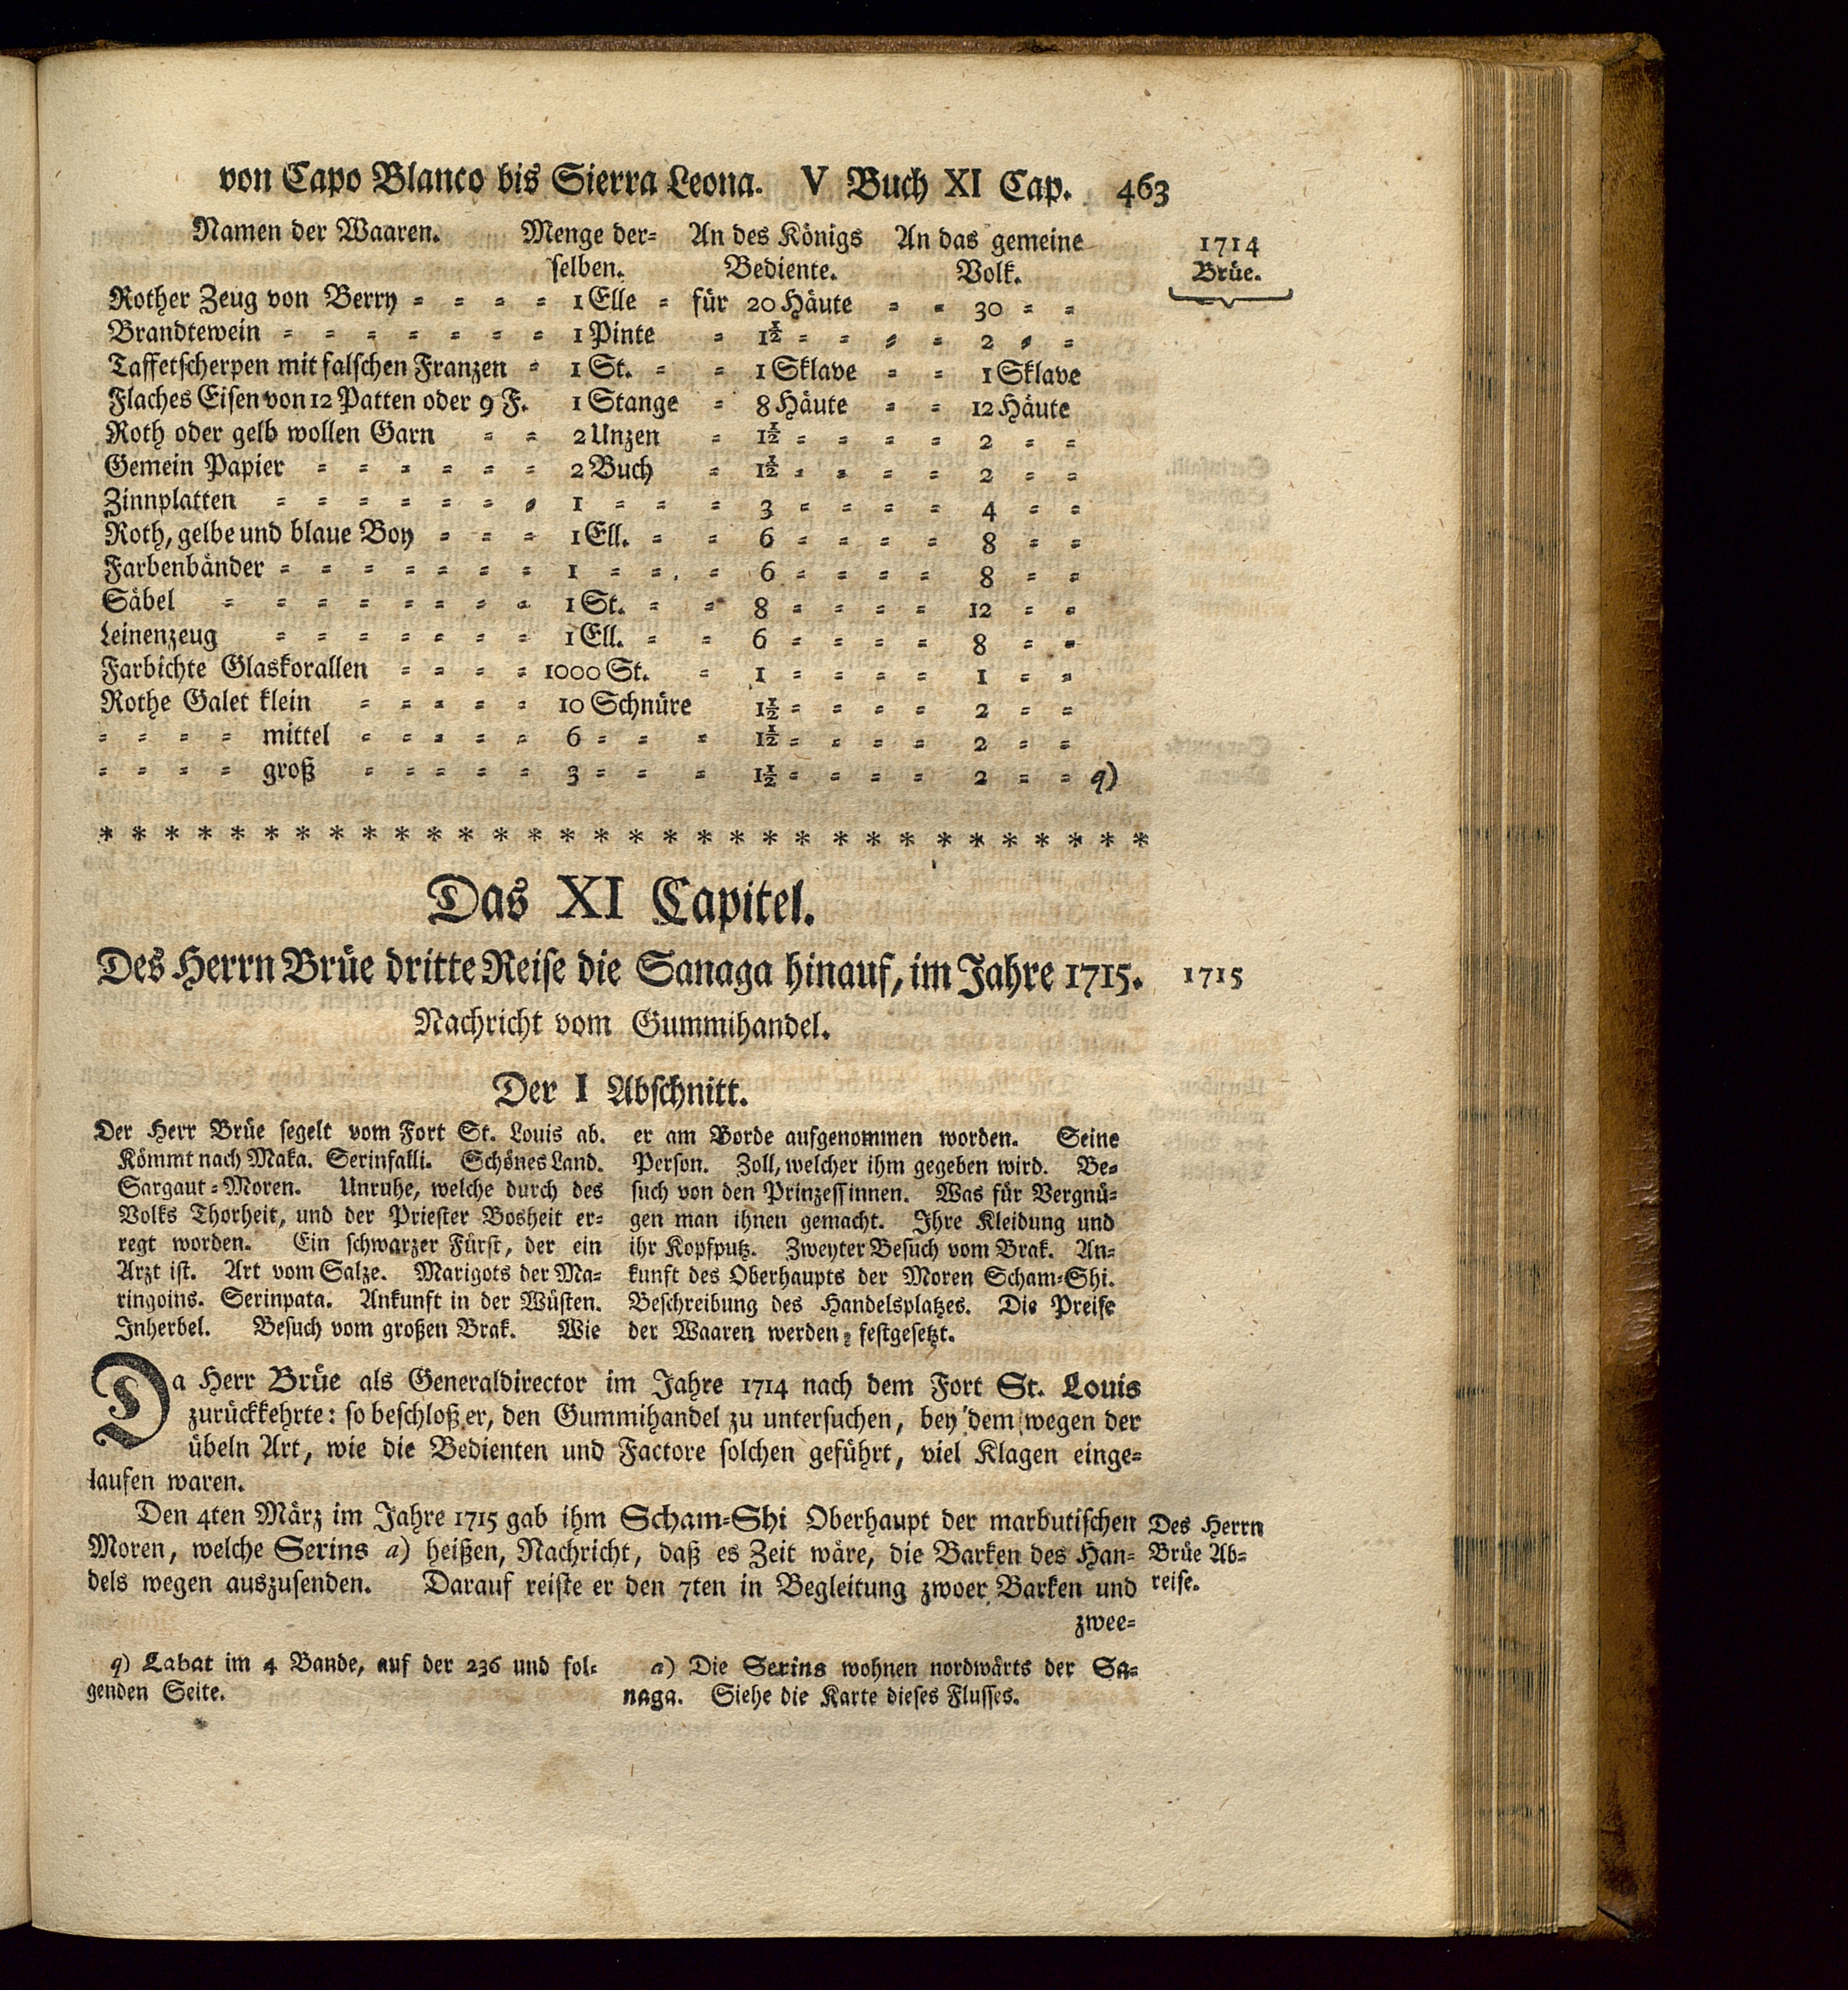 von Capo Blanco bis Sierra Leona. V Buch XI Cap. 463
Namen der Waaren. Menge der= An des Königs An das gemeine
selben. Bediente. Volk.
1714
Brüe.
Rother Zeug von Berry = = = = 1 Elle = für 20 Häute = = 30 = =
Brandtewein = = = = = = = 1 Pinte = 1½ = = = = 2 = =
Taffetscherpen mit falschen Franzen = 1 St. = = 1 Sklave = = 1 Sklave
Flaches Eisen von 12 Patten oder 9 F. 1 Stange = 8 Häute = = 12 Häute
Roth oder gelb wollen Garn = = 2 Unzen = 1½ = = = = 2 = =
Gemein Papier = = = = = = 2 Buch = 1½ = = = = 2 = =
Zinnplatten = = = = = = = 1 = = = 3 = = = = 4 = =
Roth, gelbe und blaue Boy = = = 1 Ell. = = 6 = = = = 8 = =
Farbenbänder = = = = = = = 1 = = = 6 = = = = 8 = =
Säbel = = = = = = = = 1 St. = = 8 = = = = 12 = =
Leinenzeug = = = = = = = 1 Ell. = = 6 = = = = 8 = =
Farbichte Glaskorallen = = = = 1000 St. = 1 = = = = 1 = =
Rothe Galet klein = = = = = 10 Schnüre 1½ = = = = 2 = =
= = = = mittel = = = = = 6 = = = 1½ = = = = 2 = =
= = = = groß = = = = = 3 = = = 1½ = = = = 2 = = q)
* * * * * * * * * * * * * * * * * * * * * * * * * * * * * * * *
Das XI Capitel.
Des Herrn Brüe dritte Reise die Sanaga hinauf, im Jahre 1715.
1715
Nachricht vom Gummihandel.
Der I Abschnitt.
Der Herr Brüe segelt vom Fort St. Louis ab.
Kömmt nach Maka. Serinfalli. Schönes Land.
Sargaut=Moren. Unruhe, welche durch des
Volks Thorheit, und der Priester Bosheit er=
regt worden. Ein schwarzer Fürst, der ein
Arzt ist. Art vom Salze. Marigots der Ma=
ringoins. Serinpata. Ankunft in der Wüsten.
Inherbel. Besuch vom großen Brak. Wie
er am Borde aufgenommen worden. Seine
Person. Zoll, welcher ihm gegeben wird. Be=
such von den Prinzessinnen. Was für Vergnü=
gen man ihnen gemacht. Ihre Kleidung und
ihr Kopfputz. Zweyter Besuch vom Brak. An=
kunft des Oberhaupts der Moren Scham=Shi.
Beschreibung des Handelsplatzes. Die Preise
der Waaren werden festgesetzt.
Da Herr Brüe als Generaldirector im Jahre 1714 nach dem Fort St. Louis
zurückkehrte: so beschloß er, den Gummihandel zu untersuchen, bey dem wegen der
übeln Art, wie die Bedienten und Factore solchen geführt, viel Klagen einge=
laufen waren.
Den 4ten März im Jahre 1715 gab ihm Scham=Shi Oberhaupt der marbutischen
Moren, welche Serins a) heißen, Nachricht, daß es Zeit wäre, die Barken des Han=
dels wegen auszusenden. Darauf reiste er den 7ten in Begleitung zwoer Barken und
zwee=
Des Herrn
Brüe Ab=
reise.
q) Labat im 4 Bande, auf der 236 und fol=
genden Seite.
a) Die Serins wohnen nordwärts der Sa=
naga. Siehe die Karte dieses Flusses.